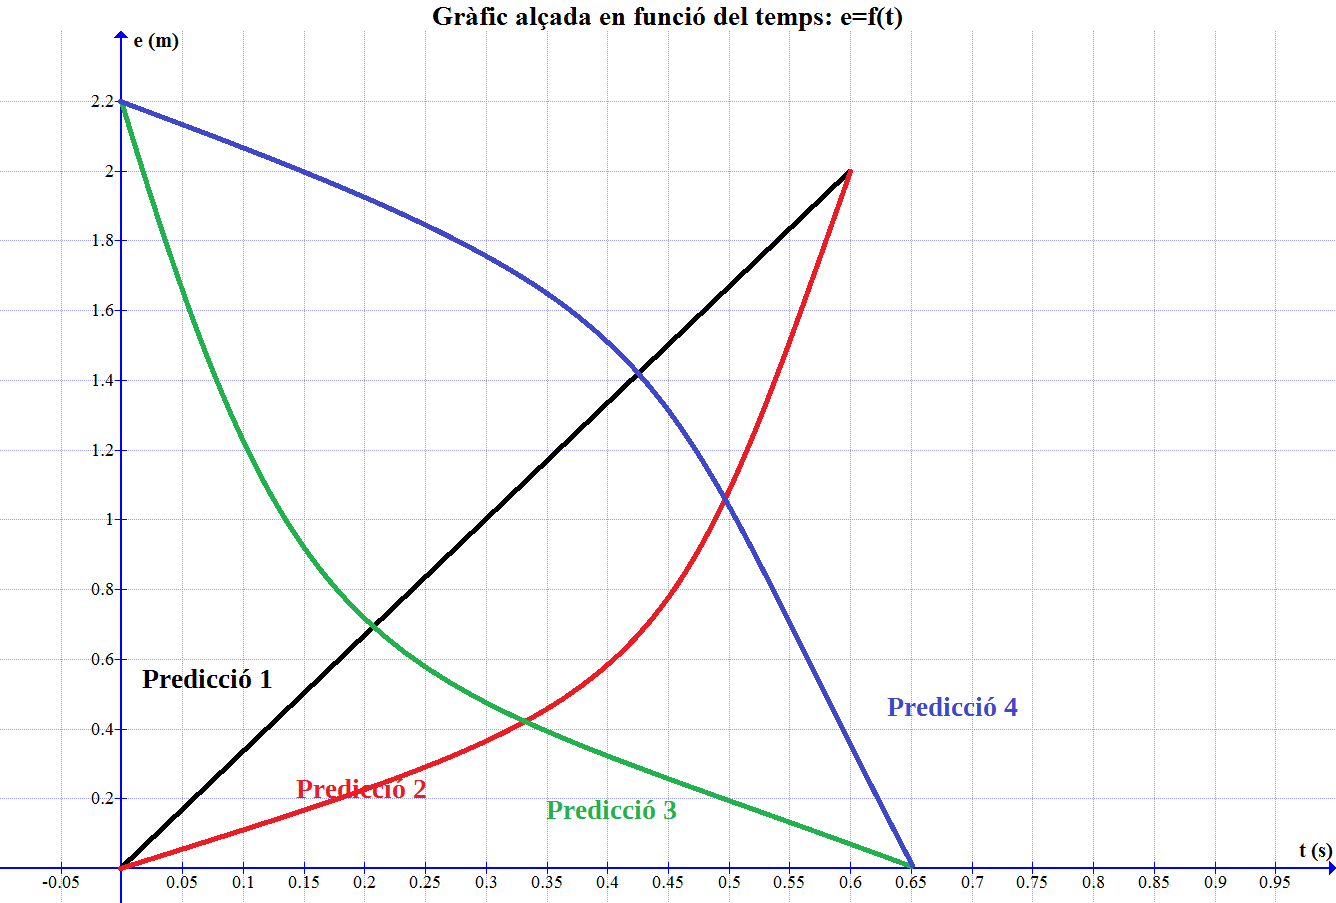 Gràfic alçada en funció del temps: e=f(t)
e (m)
2.2
2
1.8
1.6
1.4
1.2
1
0.8
0.6
0.4
0.2
Predicció 1
Predicció 4
Predicció 2
Predicció 3
t (s)
-0.05 0.05 0.1 0.15 0.2 0.25 0.3 0.35 0.4 0.45 0.5 0.55 0.6 0.65 0.7 0.75 0.8 0.85 0.9 0.95